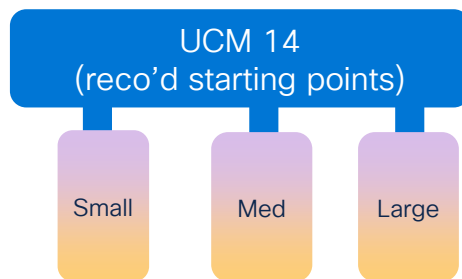 UCM 14
(reco’d starting points)
Small
Med
Large